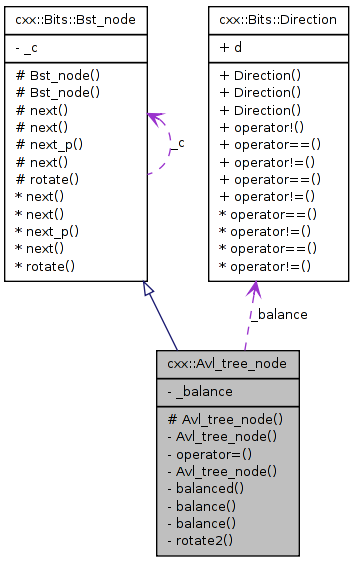 cxx::Bits::Bst_node
- _c
# Bst_node()
# Bst_node()
# next()
# next()
# next_p()
# next()
# rotate()
* next()
* next()
* next_p()
* next()
* rotate()
_c
cxx::Bits::Direction
+ d
+ Direction()
+ Direction()
+ Direction()
+ operator!()
+ operator==()
+ operator!=()
+ operator==()
+ operator!=()
* operator==()
* operator!=()
* operator==()
* operator!=()
_balance
cxx::Avl_tree_node
- _balance
# Avl_tree_node()
- Avl_tree_node()
- operator=()
- Avl_tree_node()
- balanced()
- balance()
- balance()
- rotate2()